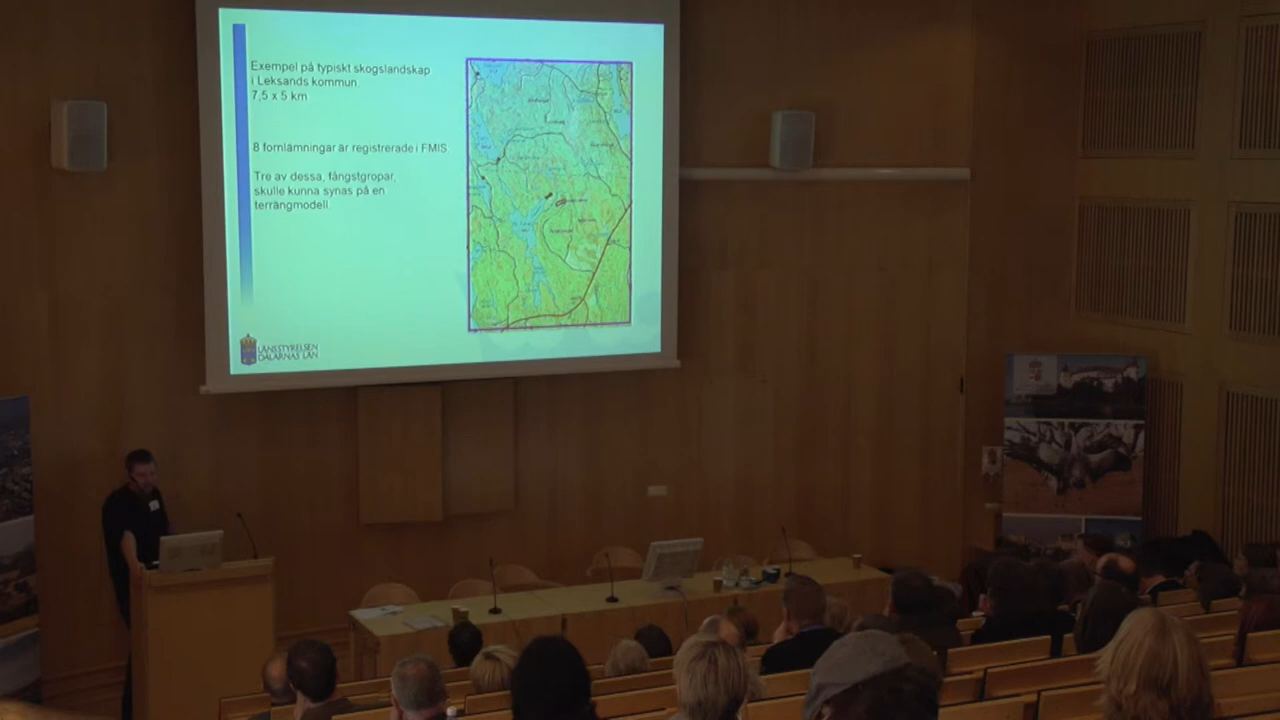 Exempel på typiskt skogslandskap
i Leksands kommun.
7,5 x 5 km
8 fornlämningar är registrerade i FMIS.
Tre av dessa, fångstgropar,
skulle kunna synas på en
terrängmodell.
LÄNSSTYRELSEN
DALARNAS LÄN